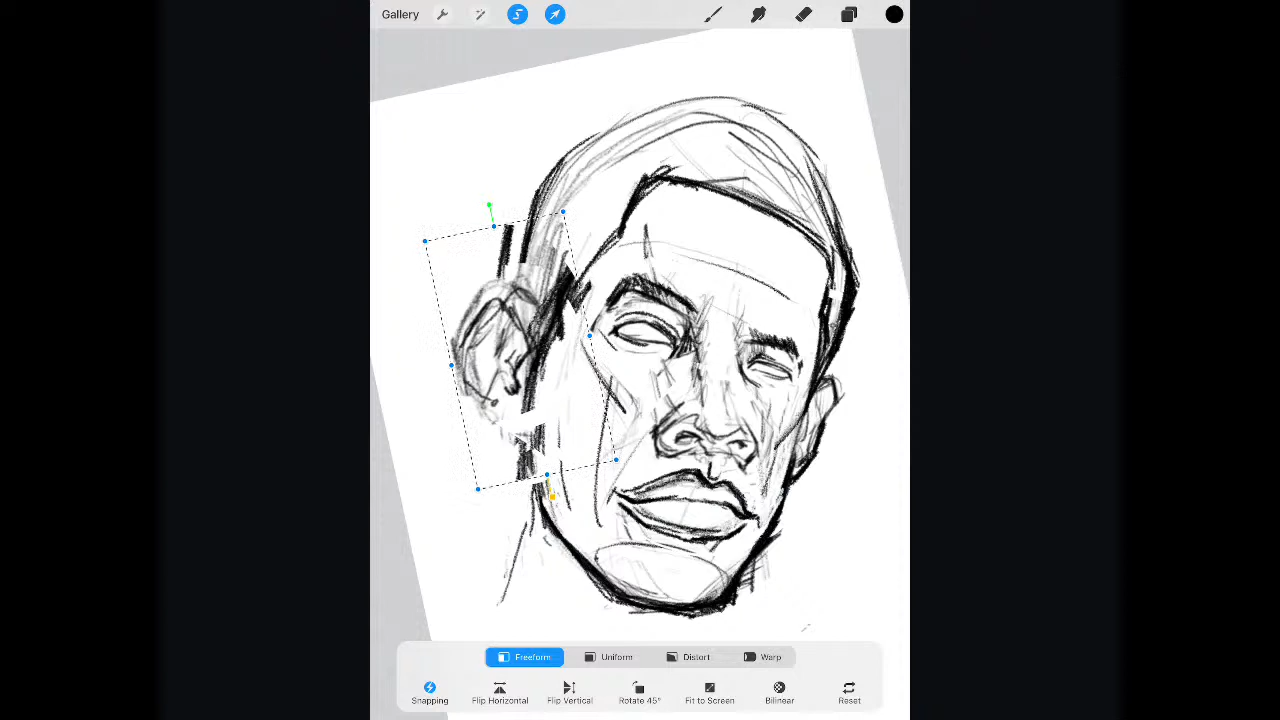 Gallery
Freeform Uniform Distort Warp
Snapping Flip Horizontal Flip Vertical Rotate 45° Fit to Screen Bilinear Reset